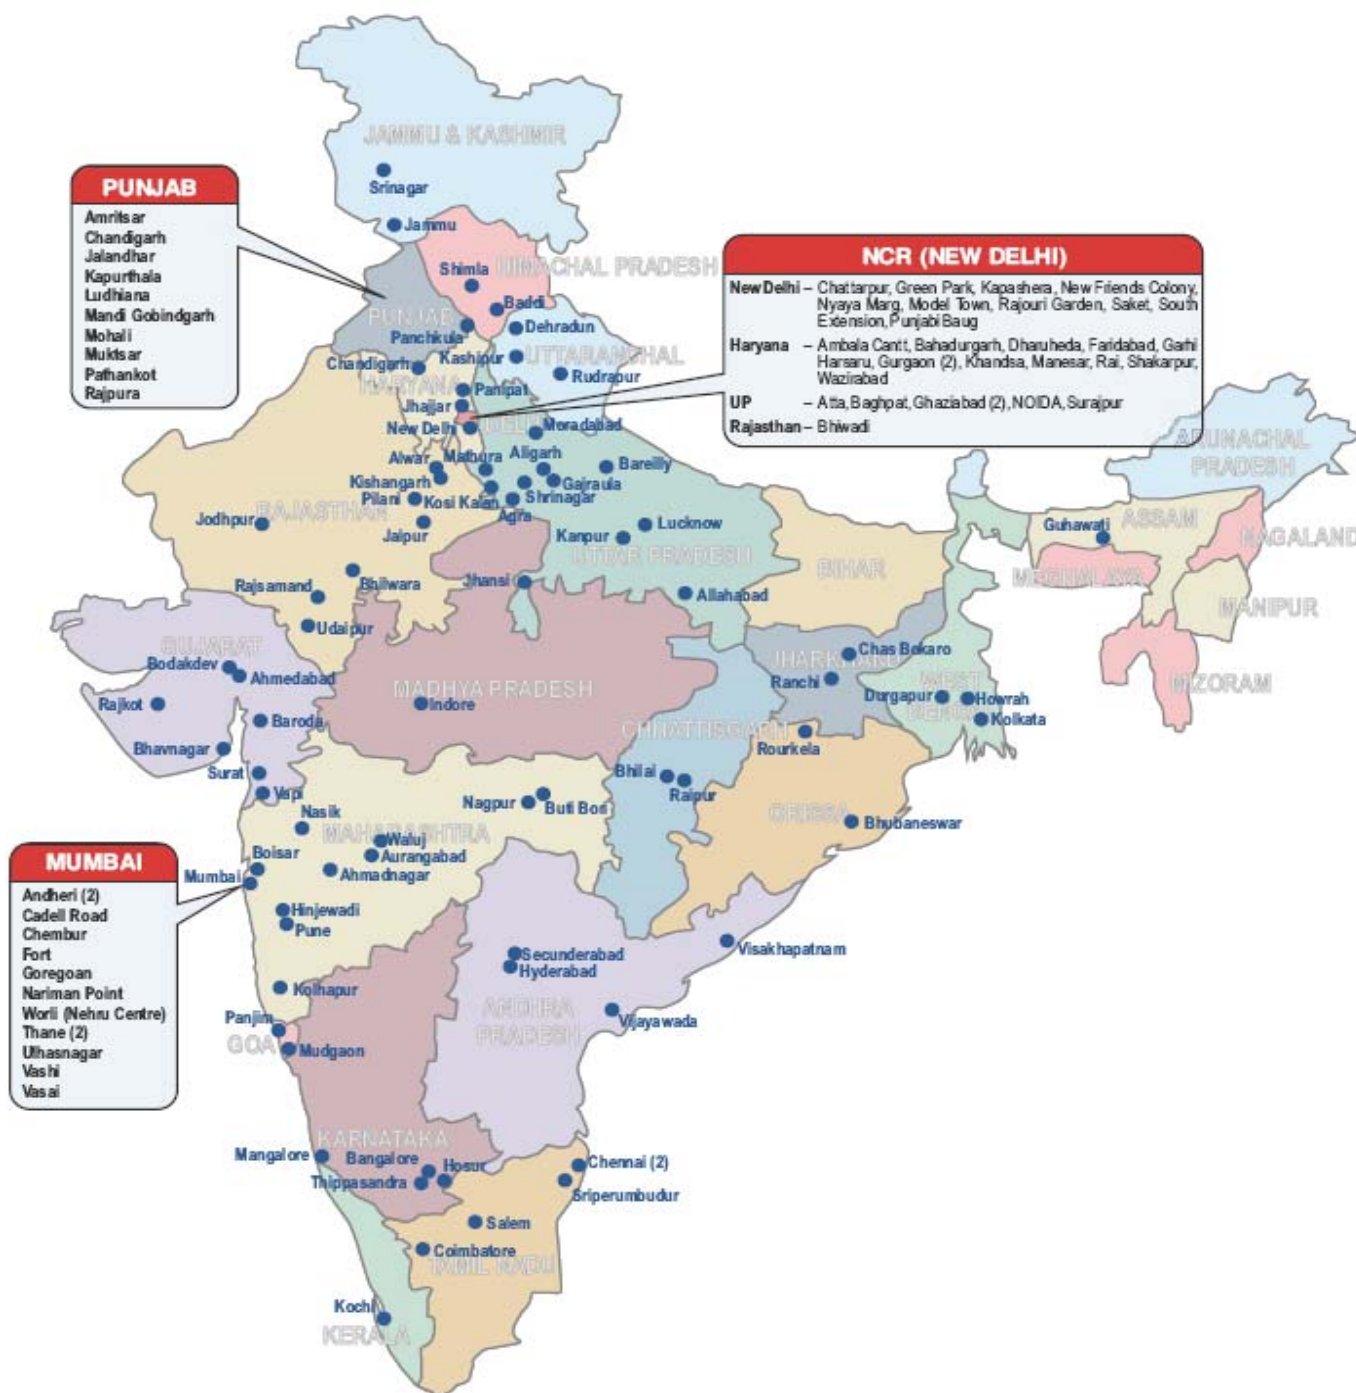 JAMMU & KASHMIR
Srinagar
Jammu
PUNJAB
Amritsar
Chandigarh
Jalandhar
Kapurthala
Ludhiana
Mandi Gobindgarh
Mohali
Muktsar
Pathankot
Rajpura
NCR (NEW DELHI)
New Delhi – Chattarpur, Green Park, Kapashera, New Friends Colony,
Nyaya Marg, Model Town, Rajouri Garden, Saket, South
Extension, Punjabi Baug
Haryana – Ambala Cantt, Bahadurgarh, Dharuheda, Faridabad, Garhi
Harsaru, Gurgaon (2), Khandsa, Manesar, Rai, Shakarpur,
Wazirabad
UP – Atta, Baghpat, Ghaziabad (2), NOIDA, Surajpur
Rajasthan – Bhiwadi
HIMACHAL PRADESH
Shimla
Baddi
PUNJAB
Panchkula
Dehradun
Kashipur
UTTARANCHAL
Chandigarh
Rudrapur
HARYANA
Panipat
Jhajjar
DELHI
New Delhi
Moradabad
ARUNACHAL
PRADESH
Alwar
Mathura
Aligarh
Bareilly
Kishangarh
Gajraula
Pilani
Kosi Kalan
Shrinagar
RAJASTHAN
Agra
Jodhpur
Jaipur
Lucknow
Kanpur
UTTAR PRADESH
Guhawati
ASSAM
NAGALAND
BIHAR
MEGHALAYA
MANIPUR
Rajsamand
Bhilwara
Jhansi
Allahabad
Udaipur
GUJARAT
Bodakdev
Ahmedabad
JHARKHAND
Chas Bokaro
Ranchi
WEST
BENGAL
MIZORAM
MADHYA PRADESH
Durgapur
Howrah
Kolkata
Rajkot
Indore
Baroda
CHHATTISGARH
Bhavnagar
Rourkela
Surat
Bhilai
Raipur
Vapi
Nagpur
Buti Bori
Nasik
MAHARASHTRA
ORISSA
Bhubaneswar
Waluj
Aurangabad
Boisar
Mumbai
Ahmadnagar
MUMBAI
Andheri (2)
Cadell Road
Chembur
Fort
Goregoan
Nariman Point
Worli (Nehru Centre)
Thane (2)
Ulhasnagar
Vashi
Vasai
Hinjewadi
Pune
Secunderabad
Hyderabad
Visakhapatnam
Kolhapur
ANDHRA
PRADESH
Vijayawada
Panjim
GOA
Mudgaon
KARNATAKA
Mangalore
Bangalore
Hosur
Thippasandra
Chennai (2)
Sriperumbudur
Salem
Coimbatore
TAMIL NADU
Kochi
KERALA